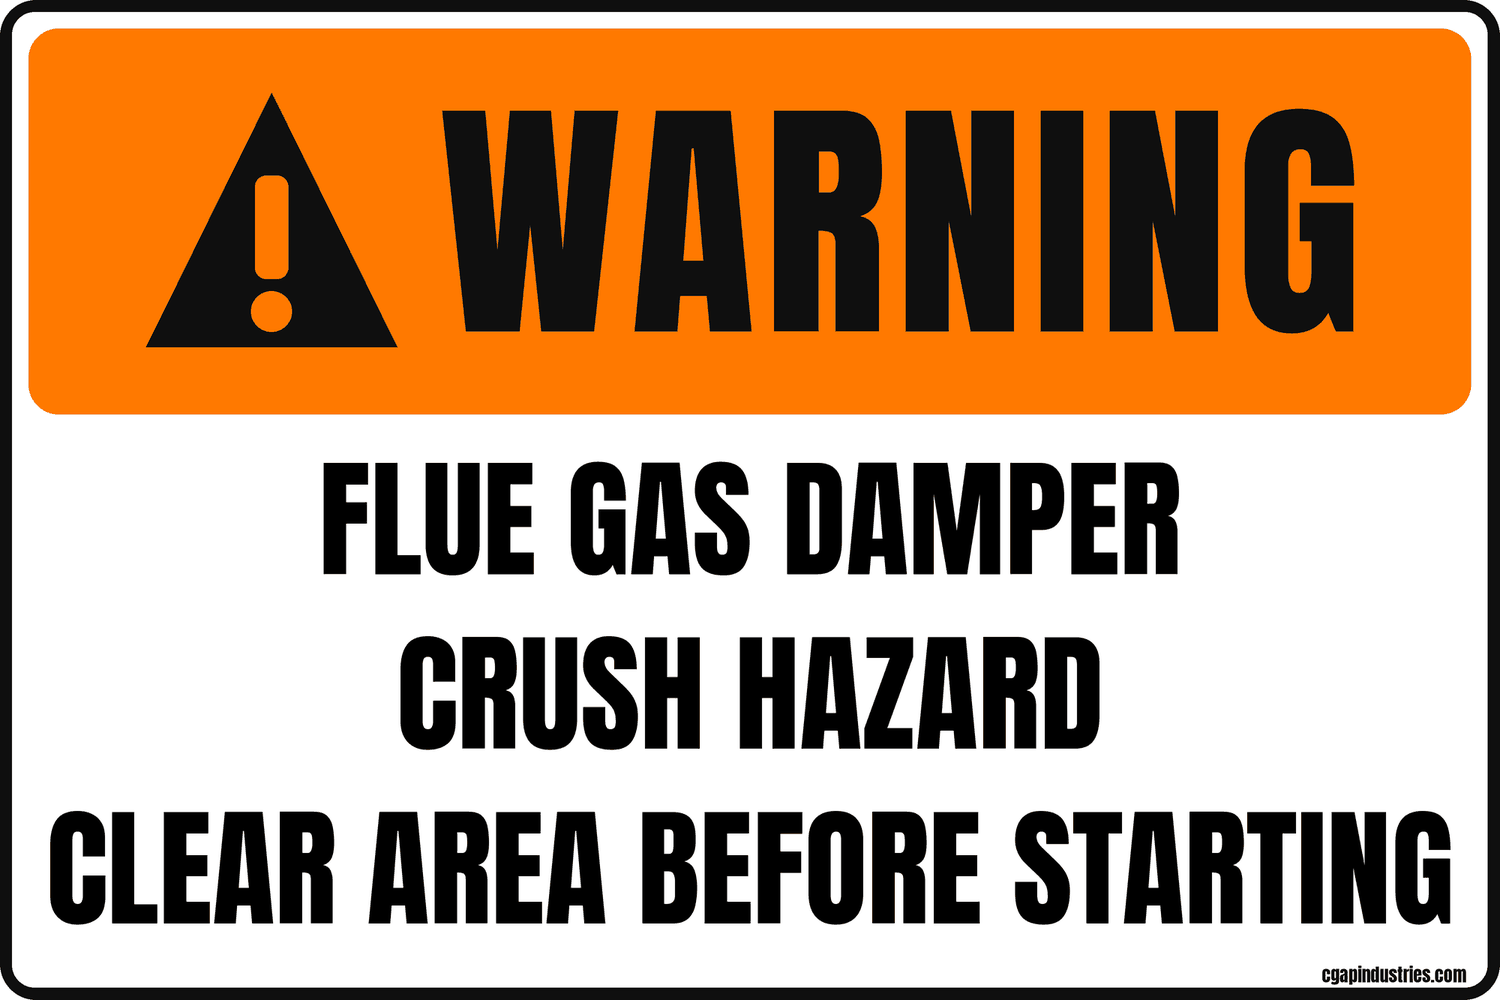 WARNING
FLUE GAS DAMPER
CRUSH HAZARD
CLEAR AREA BEFORE STARTING
cgapindustries.com